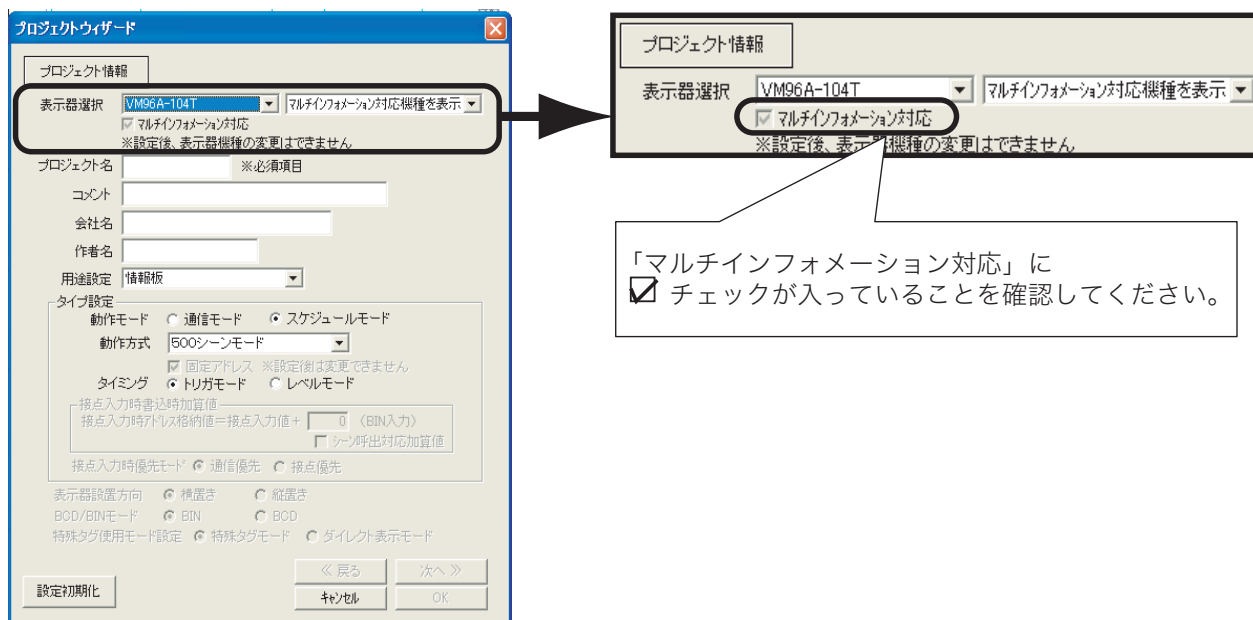 プロジェクトウィザード
プロジェクト情報
表示器選択 VM96A-104T マルチインフォメーション対応機種を表示
マルチインフォメーション対応
※設定後、表示器機種の変更はできません
プロジェクト名 ※必須項目
コメント
会社名
作者名
用途設定 情報板
タイプ設定
動作モード 通信モード スケジュールモード
動作方式 500シーンモード
固定アドレス ※設定後は変更できません
タイミング トリガモード レベルモード
接点入力時書込時加算値
接点入力時アドレス格納値＝接点入力値＋ 0 (BIN入力)
シーン呼出対応加算値
接点入力時優先モード 通信優先 接点優先
表示器設置方向 横置き 縦置き
BCD/BINモード BIN BCD
特殊タグ使用モード設定 特殊タグモード ダイレクト表示モード
設定初期化
≪ 戻る 次へ ≫
キャンセル OK
プロジェクト情報
表示器選択 VM96A-104T マルチインフォメーション対応機種を表示
マルチインフォメーション対応
※設定後、表示器機種の変更はできません
「マルチインフォメーション対応」に
チェックが入っていることを確認してください。